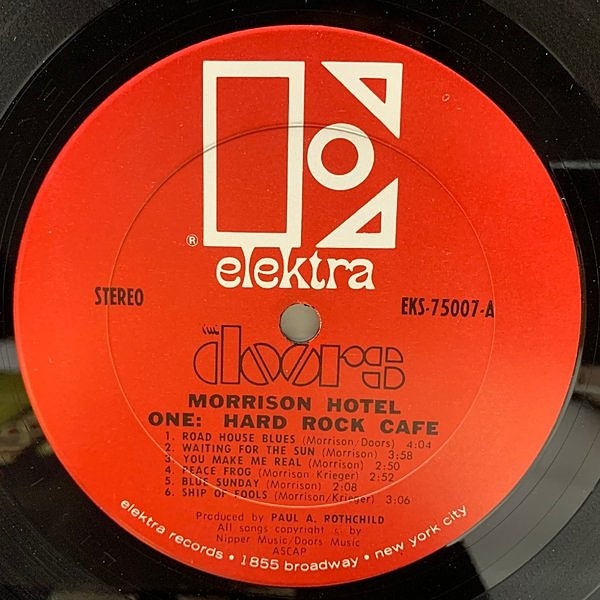 ®
elektra
STEREO
EKS-75007-A
THE doors
MORRISON HOTEL
ONE: HARD ROCK CAFE
1. ROAD HOUSE BLUES (Morrison/Doors) 4:04
2. WAITING FOR THE SUN (Morrison) 3:58
3. YOU MAKE ME REAL (Morrison) 2:50
4. PEACE FROG (Morrison Krieger) 2:52
5. BLUE SUNDAY (Morrison) 2:08
6. SHIP OF FOOLS (Morrison/Krieger) 3:06
Produced by PAUL A. ROTHCHILD
All songs copyright © by
Nipper Music/Doors Music
ASCAP
elektra records • 1855 broadway • new york city